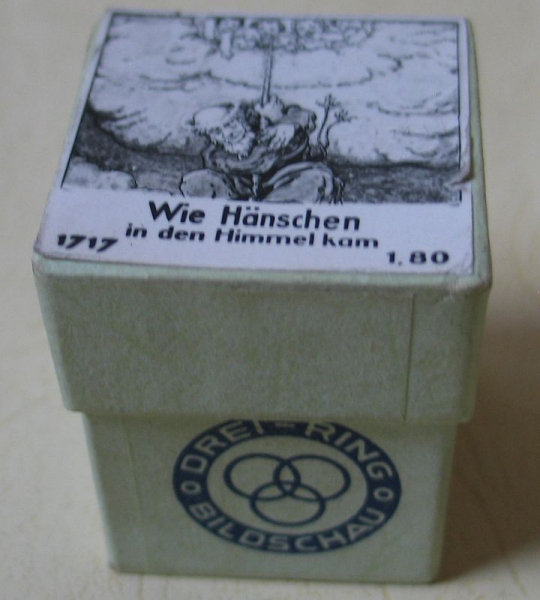 Wie Hänschen
in den Himmel kam
1717
1.80
DREI-RING
BILDSCHAU